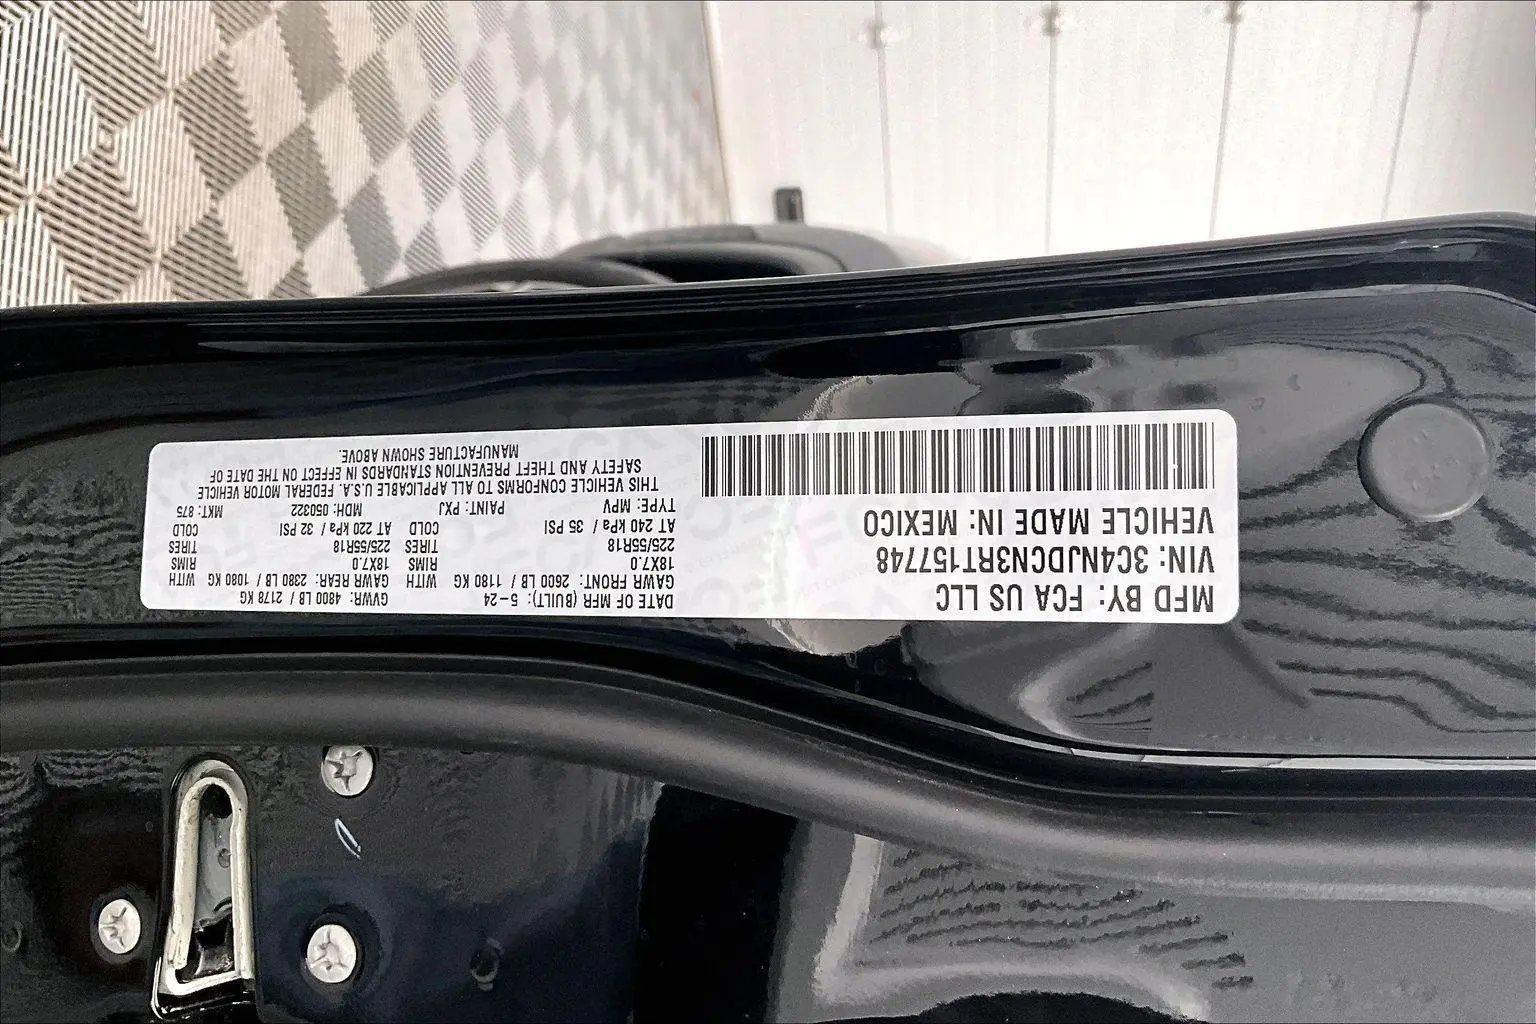 MFD BY: FCA US LLC
VIN: 3C4NJDCN3RT157748
VEHICLE MADE IN: MEXICO
DATE OF MFR (BUILT): 5-24 GVWR: 4800 LB / 2178 KG
GAWR FRONT: 2600 LB / 1180 KG WITH GAWR REAR: 2380 LB / 1080 KG WITH
18X7.0 RIMS 18X7.0 RIMS
225/55R18 TIRES 225/55R18 TIRES
AT 240 kPa / 35 PSI COLD AT 220 kPa / 32 PSI COLD
TYPE: MPV PAINT: PXJ MDH: 050322 MKT: 875
THIS VEHICLE CONFORMS TO ALL APPLICABLE U.S.A. FEDERAL MOTOR VEHICLE
SAFETY AND THEFT PREVENTION STANDARDS IN EFFECT ON THE DATE OF
MANUFACTURE SHOWN ABOVE.